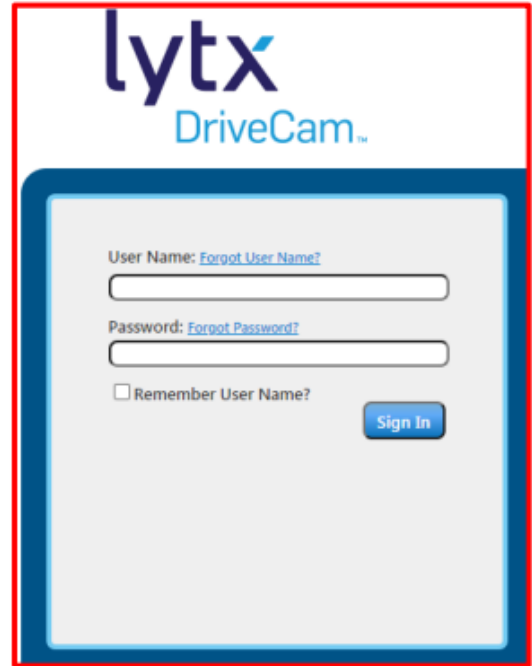 lytx
DriveCam™
User Name: Forgot User Name?
Password: Forgot Password?
Remember User Name?
Sign In